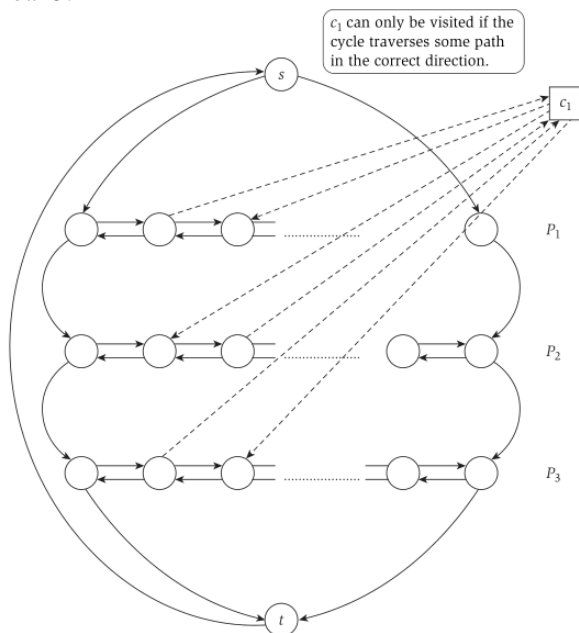 c₁ can only be visited if the
cycle traverses some path
in the correct direction.
s
c₁
P₁
P₂
P₃
t